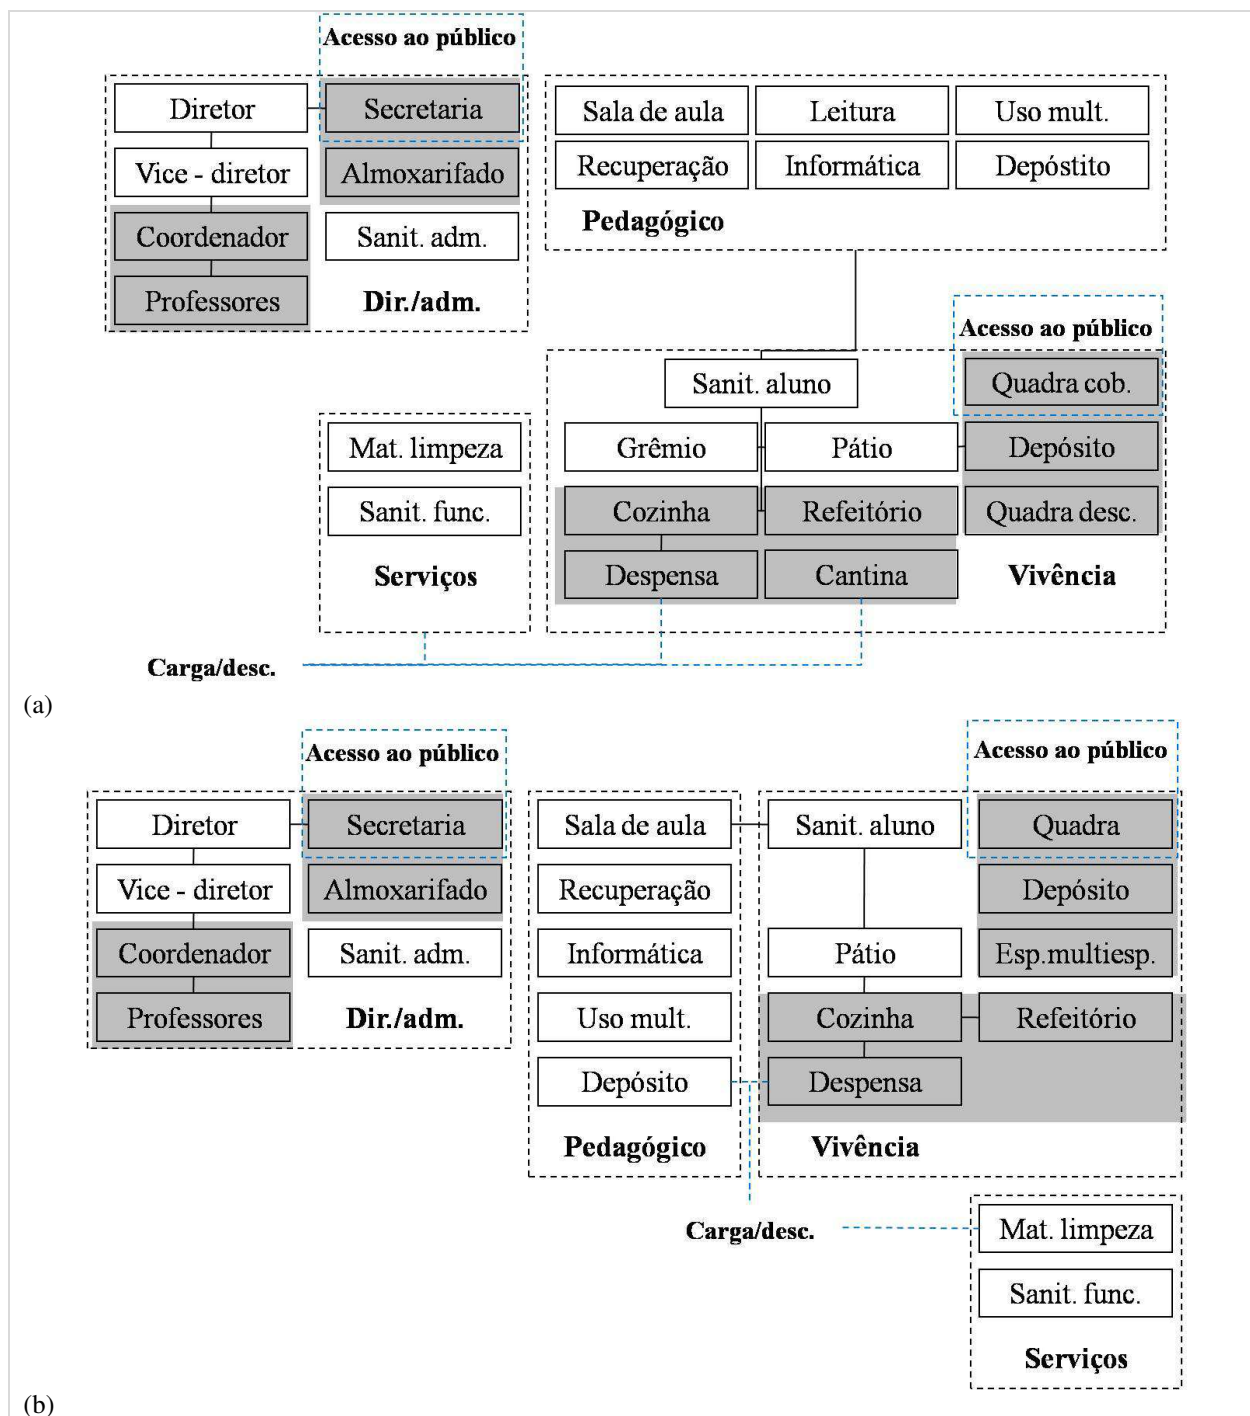 Acesso ao público
Diretor
Secretaria
Sala de aula
Leitura
Uso mult.
Vice - diretor
Almoxarifado
Recuperação
Informática
Depóstito
Pedagógico
Coordenador
Sanit. adm.
Professores
Dir./adm.
Acesso ao público
Sanit. aluno
Quadra cob.
Mat. limpeza
Grêmio
Pátio
Depósito
Sanit. func.
Cozinha
Refeitório
Quadra desc.
Serviços
Despensa
Cantina
Vivência
Carga/desc.
(a)
Acesso ao público
Acesso ao público
Diretor
Secretaria
Sala de aula
Sanit. aluno
Quadra
Vice - diretor
Almoxarifado
Recuperação
Depósito
Coordenador
Sanit. adm.
Informática
Pátio
Esp.multiesp.
Professores
Dir./adm.
Uso mult.
Cozinha
Refeitório
Depósito
Despensa
Pedagógico
Vivência
Carga/desc.
Mat. limpeza
Sanit. func.
Serviços
(b)